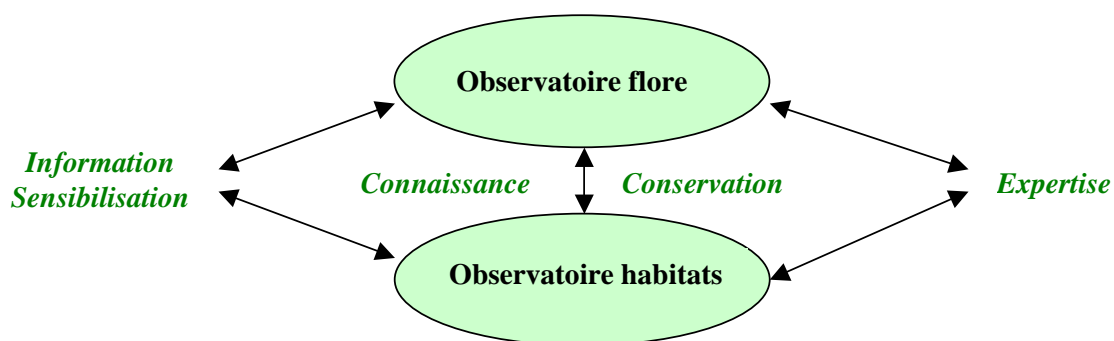 Observatoire flore
Information
Sensibilisation
Connaissance
Conservation
Expertise
Observatoire habitats